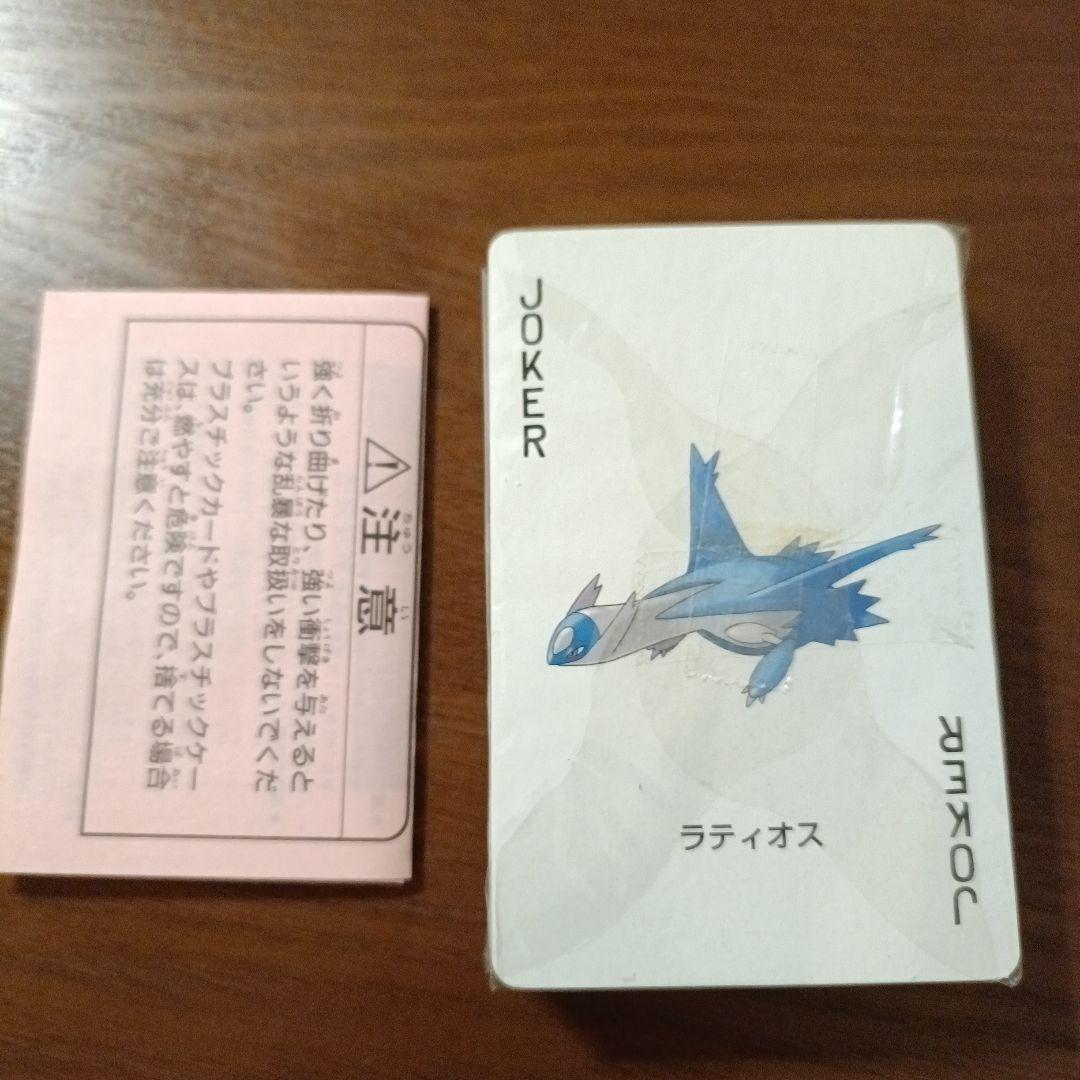 ⚠注意
ちゅう い
強く折り曲げたり、強い衝撃を与えると
いうような乱暴な取扱いをしないでくだ
さい。
プラスチックカードやプラスチックケー
スは、燃やすと危険ですので、捨てる場合
は充分ご注意ください。
JOKER
ラティオス
JOKER